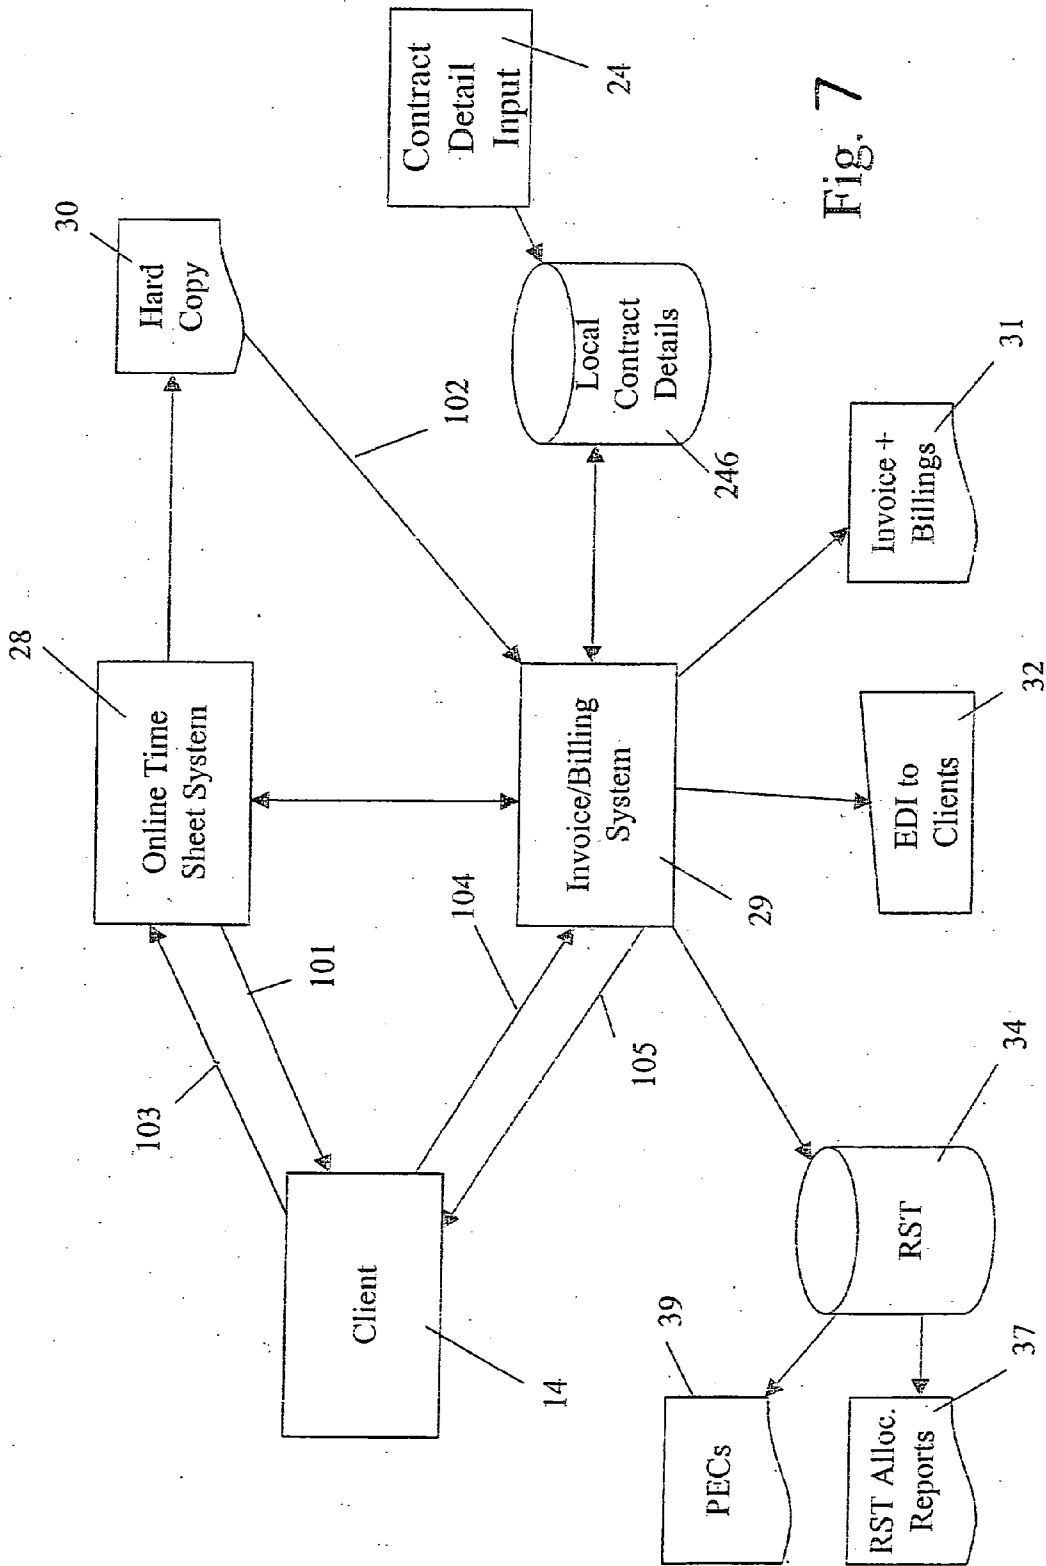 28
Online Time
Sheet System
30
Hard
Copy
103
101
102
Client
14
104
105
Invoice/Billing
System
29
Local
Contract
Details
246
Contract
Detail
Input
24
39
PECs
RST
34
RST Alloc.
Reports
37
EDI to
Clients
32
Invoice +
Billings
31
Fig. 7